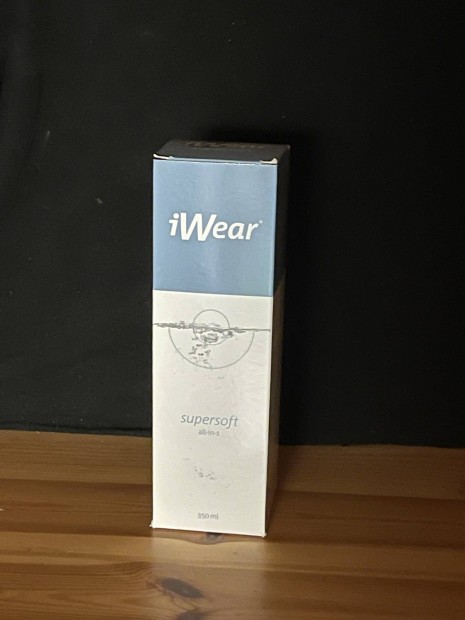 iWear®
supersoft
all-in-1
350 ml